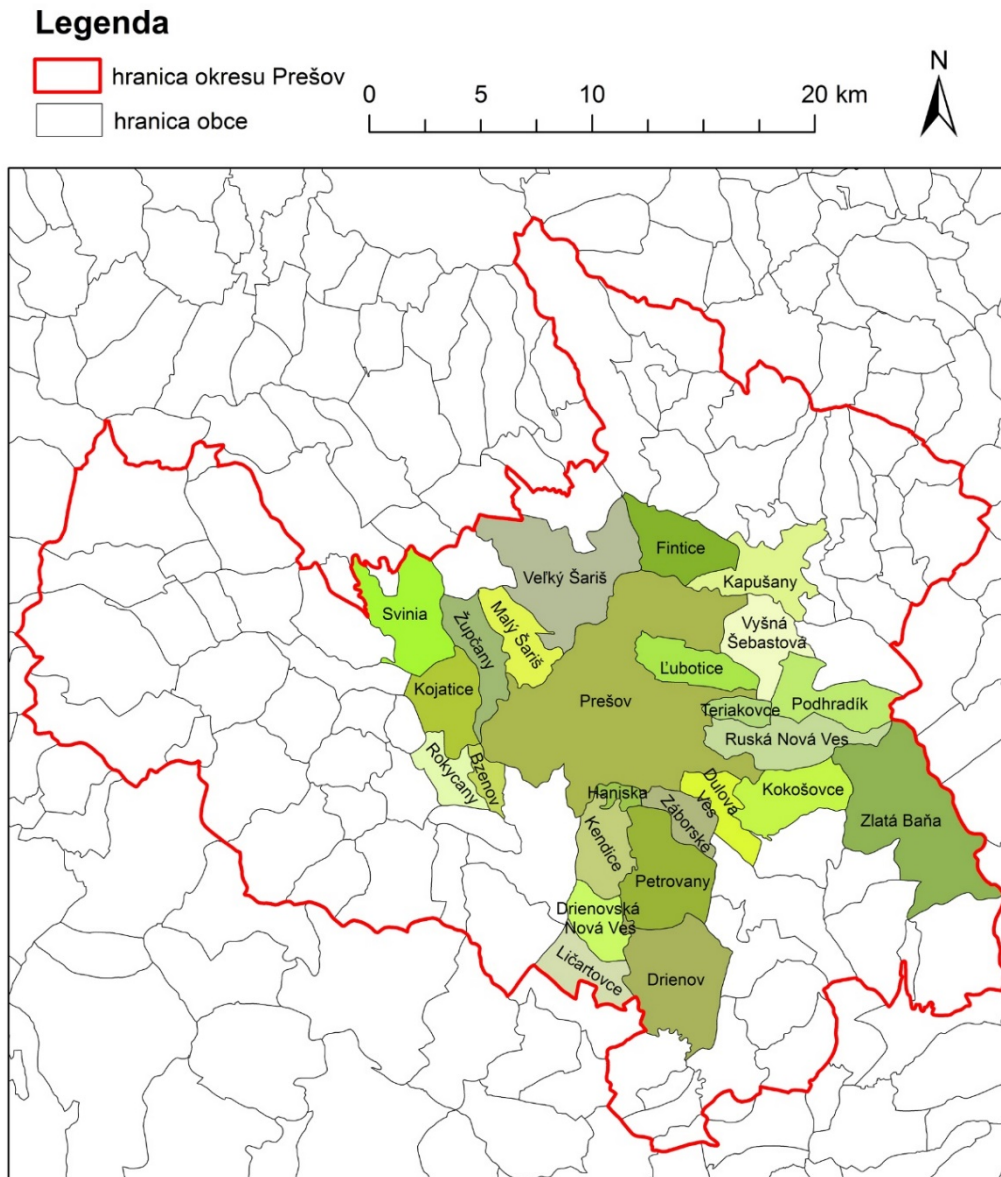 Legenda
hranica okresu Prešov
hranica obce
0 5 10 20 km
N
Fintice
Veľký Šariš
Kapušany
Svinia
Župčany
Malý Šariš
Vyšná
Šebastová
Ľubotice
Kojatice
Prešov
Teriakovce
Podhradík
Ruská Nová Ves
Rokycany
Bzenov
Haniska
Dulova
Ves
Kokošovce
Záborské
Zlatá Baňa
Kendice
Petrovany
Drienovská
Nová Ves
Ličartovce
Drienov